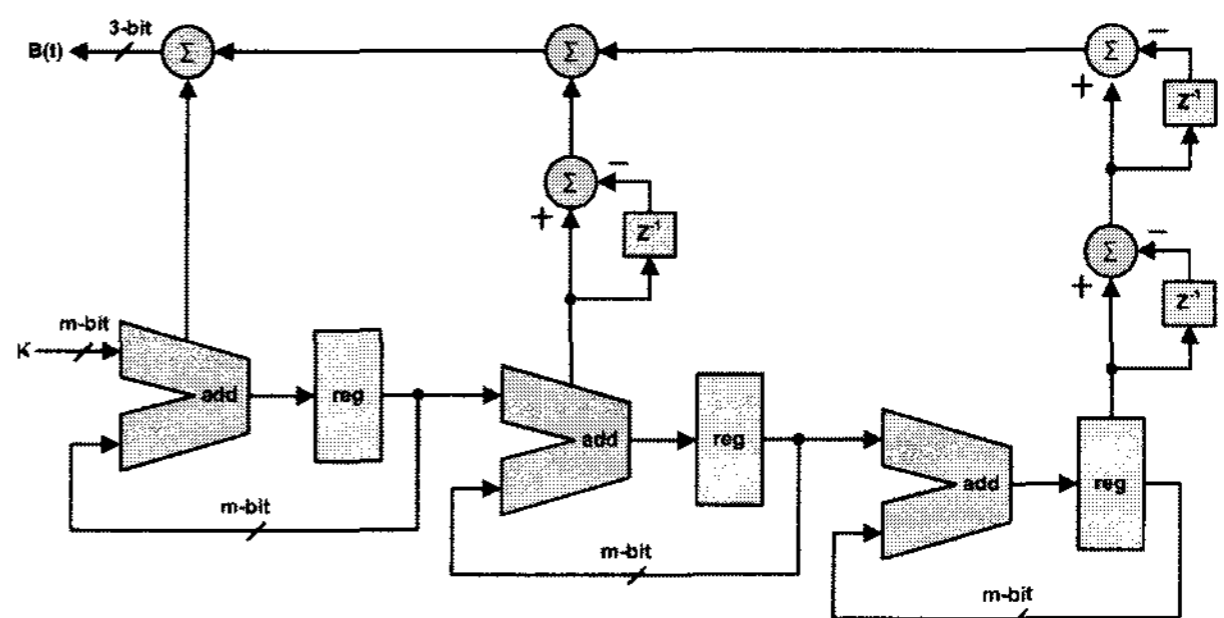 B(t)
3-bit
Σ
Σ
Σ
−
+
Z⁻¹
Σ
−
+
Z⁻¹
Σ
−
+
Z⁻¹
K
m-bit
add
reg
add
reg
add
reg
m-bit
m-bit
m-bit